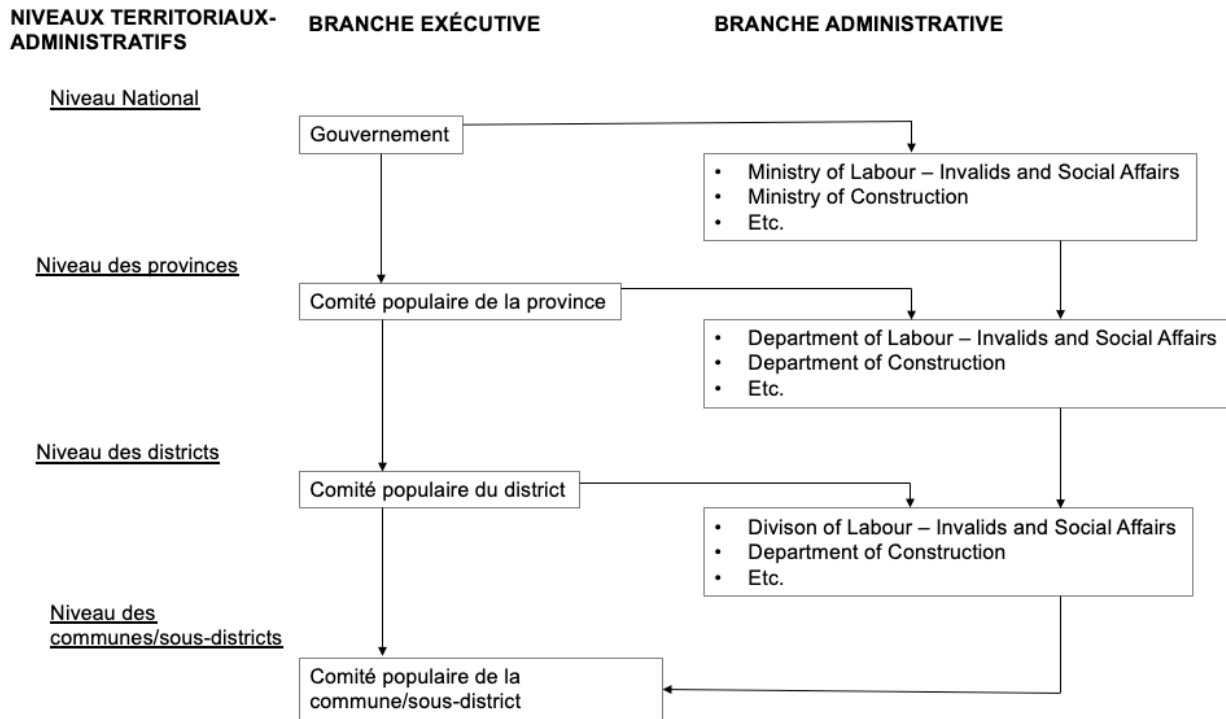 NIVEAUX TERRITORIAUX-
ADMINISTRATIFS
BRANCHE EXÉCUTIVE
BRANCHE ADMINISTRATIVE
Niveau National
Gouvernement
• Ministry of Labour – Invalids and Social Affairs
• Ministry of Construction
• Etc.
Niveau des provinces
Comité populaire de la province
• Department of Labour – Invalids and Social Affairs
• Department of Construction
• Etc.
Niveau des districts
Comité populaire du district
• Divison of Labour – Invalids and Social Affairs
• Department of Construction
• Etc.
Niveau des
communes/sous-districts
Comité populaire de la
commune/sous-district